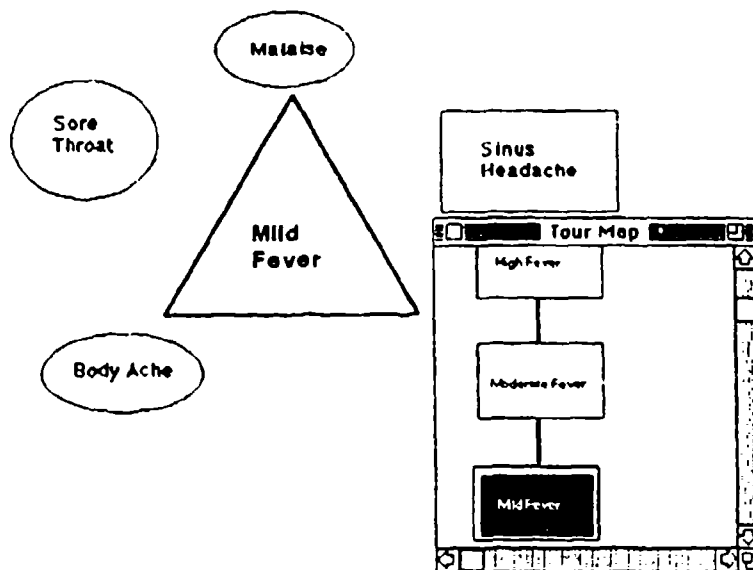 Malaise
Sore
Throat
Sinus
Headache
Mild
Fever
Tour Map
High Fever
Body Ache
Moderate Fever
Mild Fever